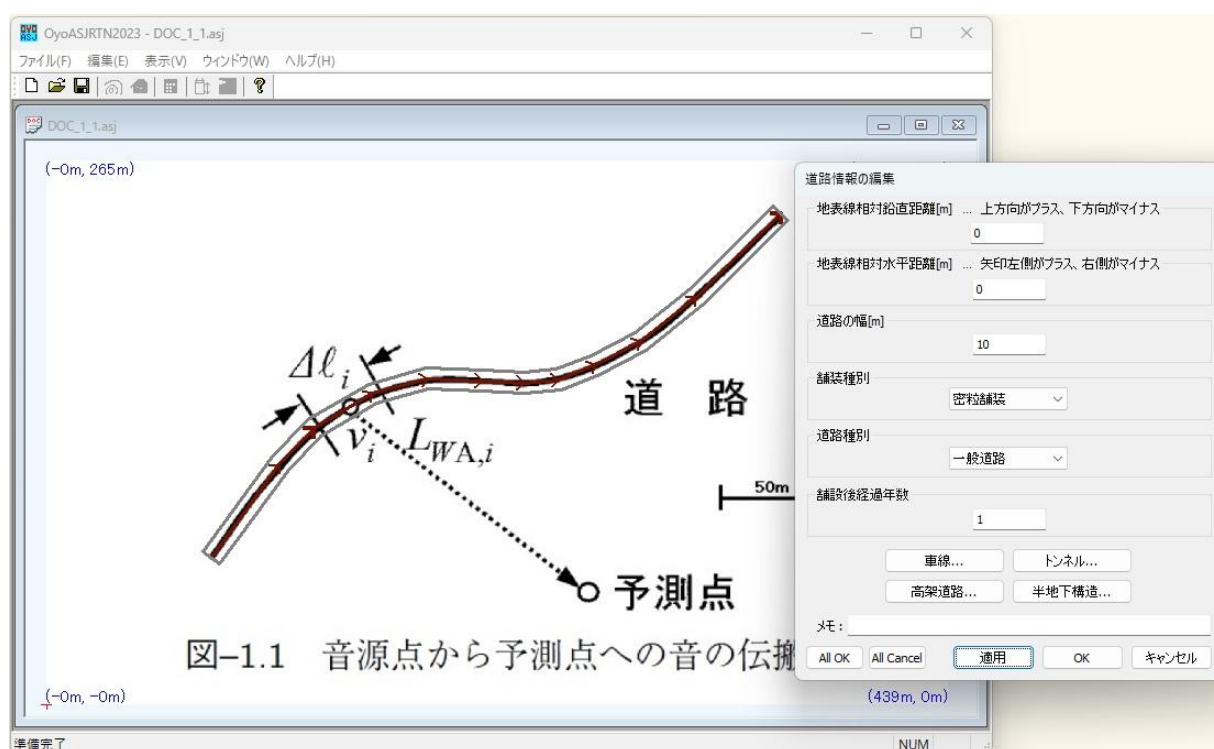 OyoASJRTN2023 - DOC_1_1.asj
ファイル(F) 編集(E) 表示(V) ウィンドウ(W) ヘルプ(H)
DOC_1_1.asj
(-0m, 265m)
Δℓi
vi
LWA,i
道 路
50m
予測点
図-1.1 音源点から予測点への音の伝搬
(-0m, -0m)
(439m, 0m)
準備完了
NUM
道路情報の編集
地表線相対鉛直距離[m] ... 上方向がプラス、下方向がマイナス
0
地表線相対水平距離[m] ... 矢印左側がプラス、右側がマイナス
0
道路の幅[m]
10
舗装種別
密粒舗装
道路種別
一般道路
舗設後経過年数
1
車線...
トンネル...
高架道路...
半地下構造...
メモ:
All OK
All Cancel
適用
OK
キャンセル